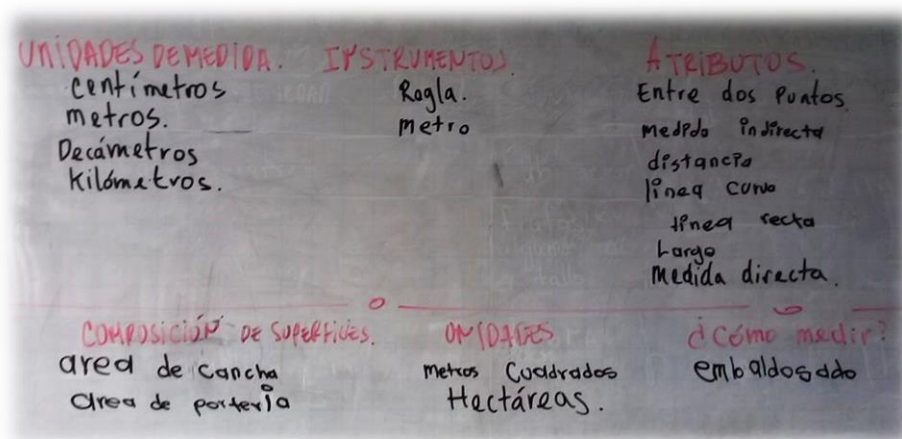 UNIDADES DE MEDIDA.
centímetros
metros.
Decámetros
Kilómetros.
INSTRUMENTOS.
Regla.
metro
ATRIBUTOS.
Entre dos Puntos
medida indirecta
distancia
linea curva
linea recta
Largo
medida directa.
COMPOSICIÓN DE SUPERFICIES.
area de cancha
area de portería
UNIDADES
metros Cuadrados
Hectáreas.
¿Cómo medir?
embaldosado